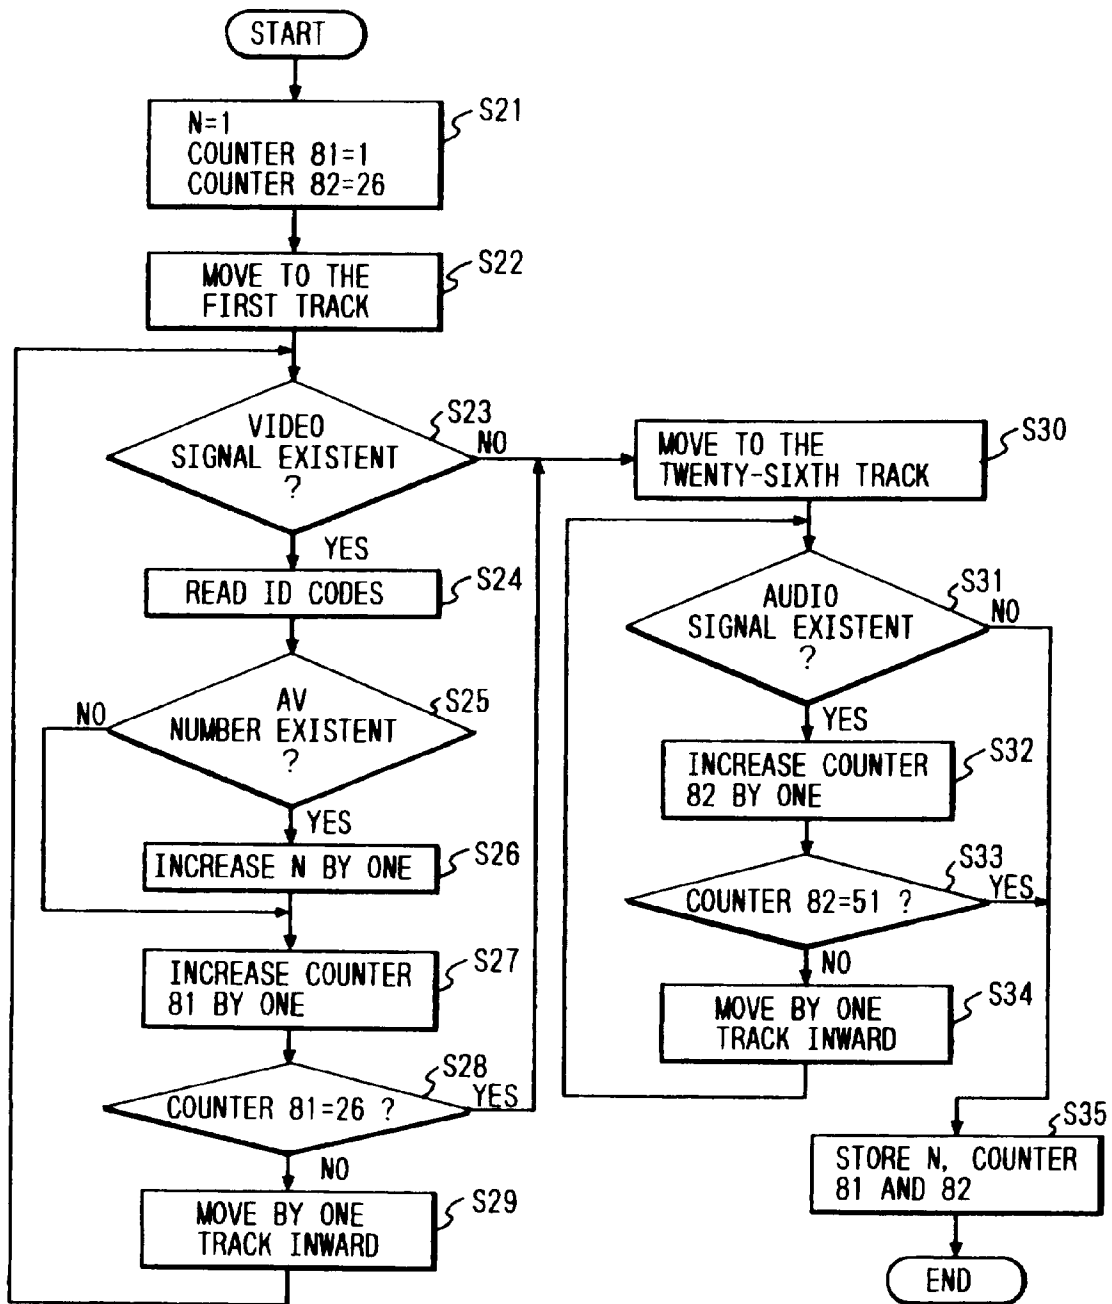 START
S21
N=1
COUNTER 81=1
COUNTER 82=26
S22
MOVE TO THE
FIRST TRACK
S23
VIDEO
SIGNAL EXISTENT
?
NO
YES
S24
READ ID CODES
S25
AV
NUMBER EXISTENT
?
NO
YES
S26
INCREASE N BY ONE
S27
INCREASE COUNTER
81 BY ONE
S28
COUNTER 81=26 ?
YES
NO
S29
MOVE BY ONE
TRACK INWARD
S30
MOVE TO THE
TWENTY-SIXTH TRACK
S31
AUDIO
SIGNAL EXISTENT
?
NO
YES
S32
INCREASE COUNTER
82 BY ONE
S33
COUNTER 82=51 ?
YES
NO
S34
MOVE BY ONE
TRACK INWARD
S35
STORE N, COUNTER
81 AND 82
END